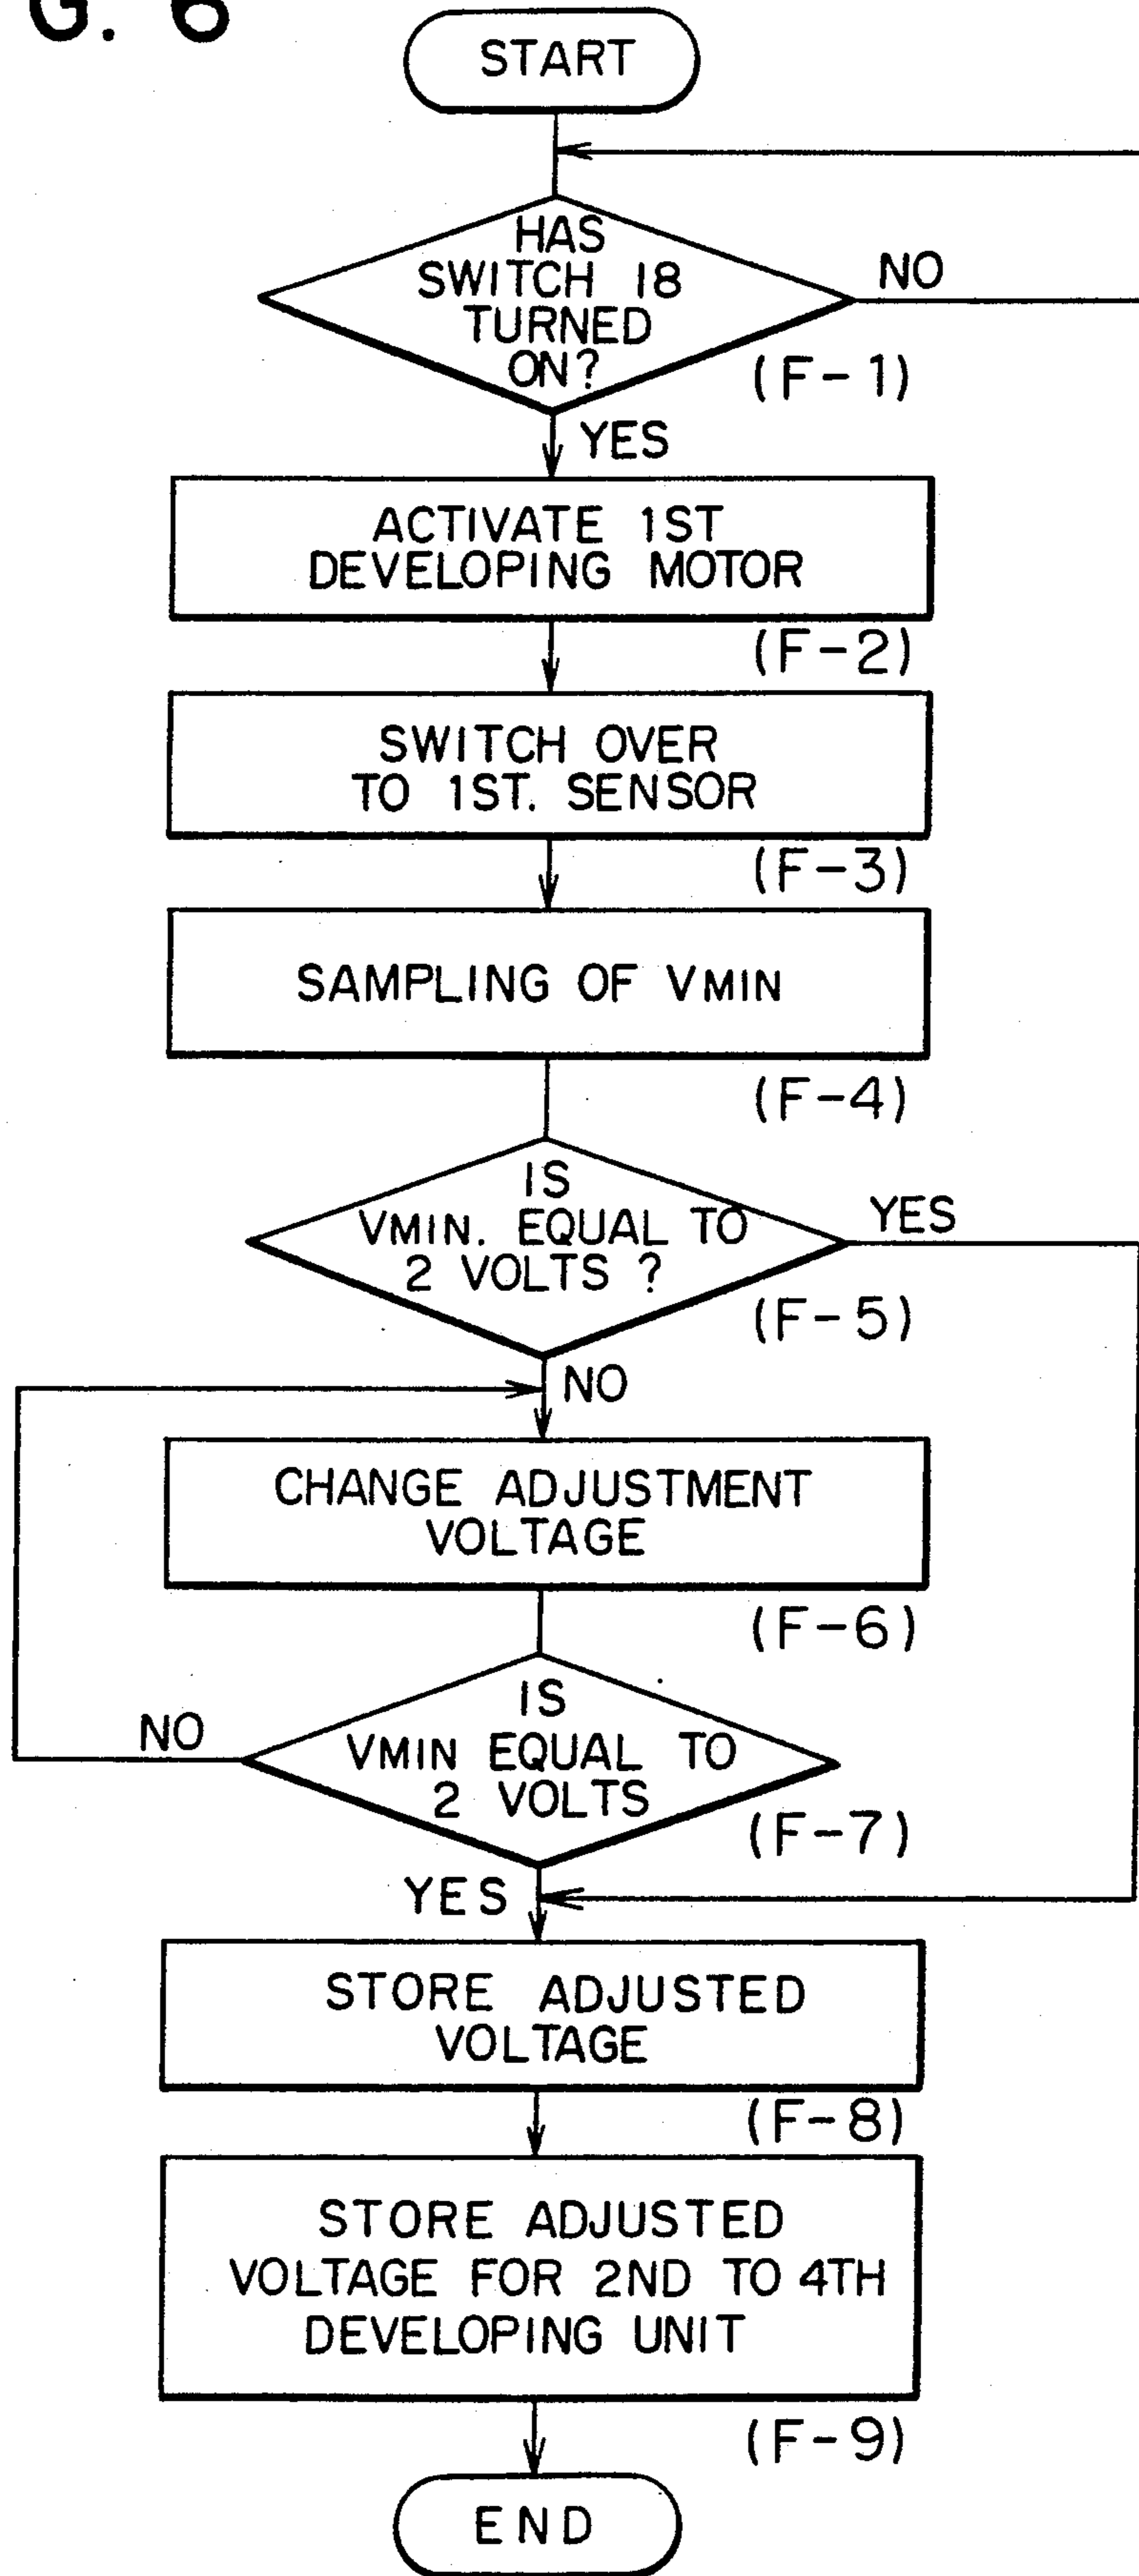 G. 6
START
HAS
SWITCH 18
TURNED
ON?
NO
(F-1)
YES
ACTIVATE 1ST
DEVELOPING MOTOR
(F-2)
SWITCH OVER
TO 1ST. SENSOR
(F-3)
SAMPLING OF VMIN
(F-4)
IS
VMIN. EQUAL TO
2 VOLTS ?
YES
(F-5)
NO
CHANGE ADJUSTMENT
VOLTAGE
(F-6)
IS
VMIN EQUAL TO
2 VOLTS
NO
(F-7)
YES
STORE ADJUSTED
VOLTAGE
(F-8)
STORE ADJUSTED
VOLTAGE FOR 2ND TO 4TH
DEVELOPING UNIT
(F-9)
END